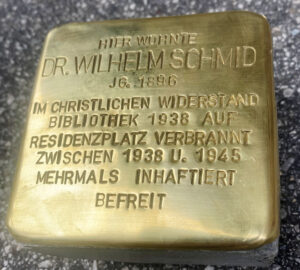 HIER WOHNTE
DR. WILHELM SCHMID
JG. 1896
IM CHRISTLICHEN WIDERSTAND
BIBLIOTHEK 1938 AUF
RESIDENZPLATZ VERBRANNT
ZWISCHEN 1938 U. 1945
MEHRMALS INHAFTIERT
BEFREIT